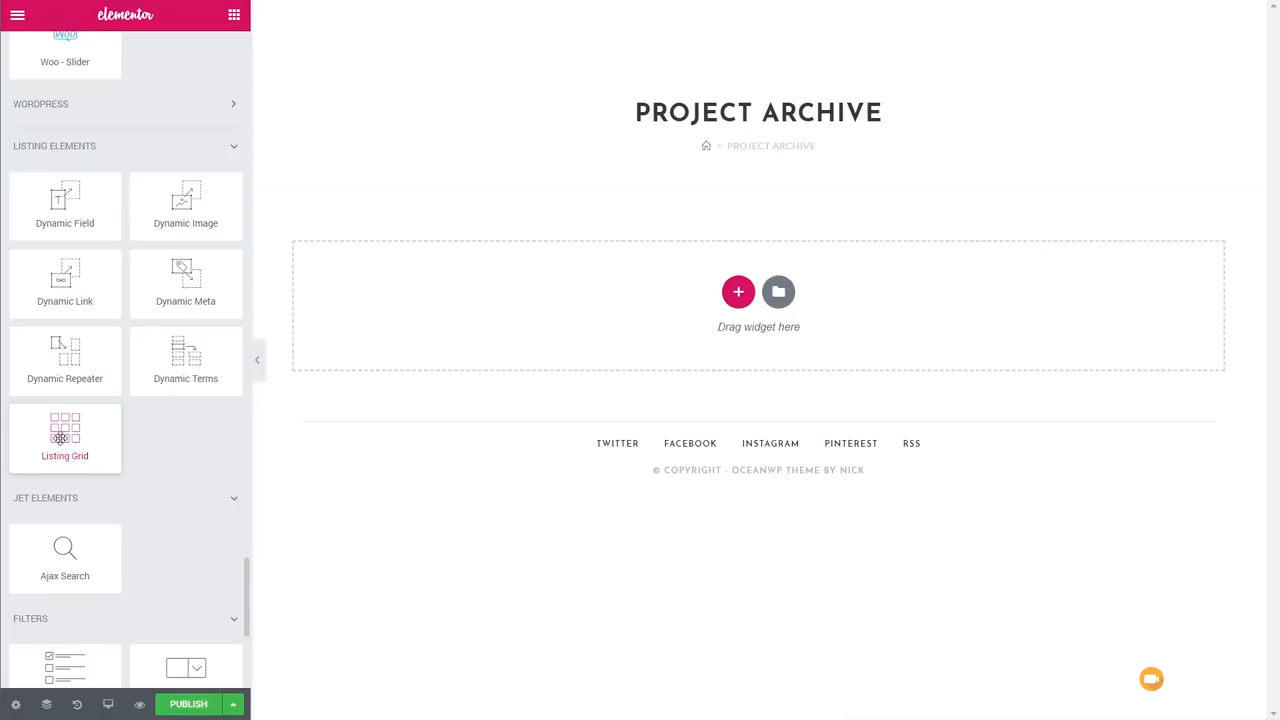 elementor
Woo
Woo - Slider
WORDPRESS
LISTING ELEMENTS
Dynamic Field
Dynamic Image
Dynamic Link
Dynamic Meta
Dynamic Repeater
Dynamic Terms
Listing Grid
JET ELEMENTS
Ajax Search
FILTERS
PUBLISH
PROJECT ARCHIVE
> PROJECT ARCHIVE
Drag widget here
TWITTER FACEBOOK INSTAGRAM PINTEREST RSS
© COPYRIGHT - OCEANWP THEME BY NICK